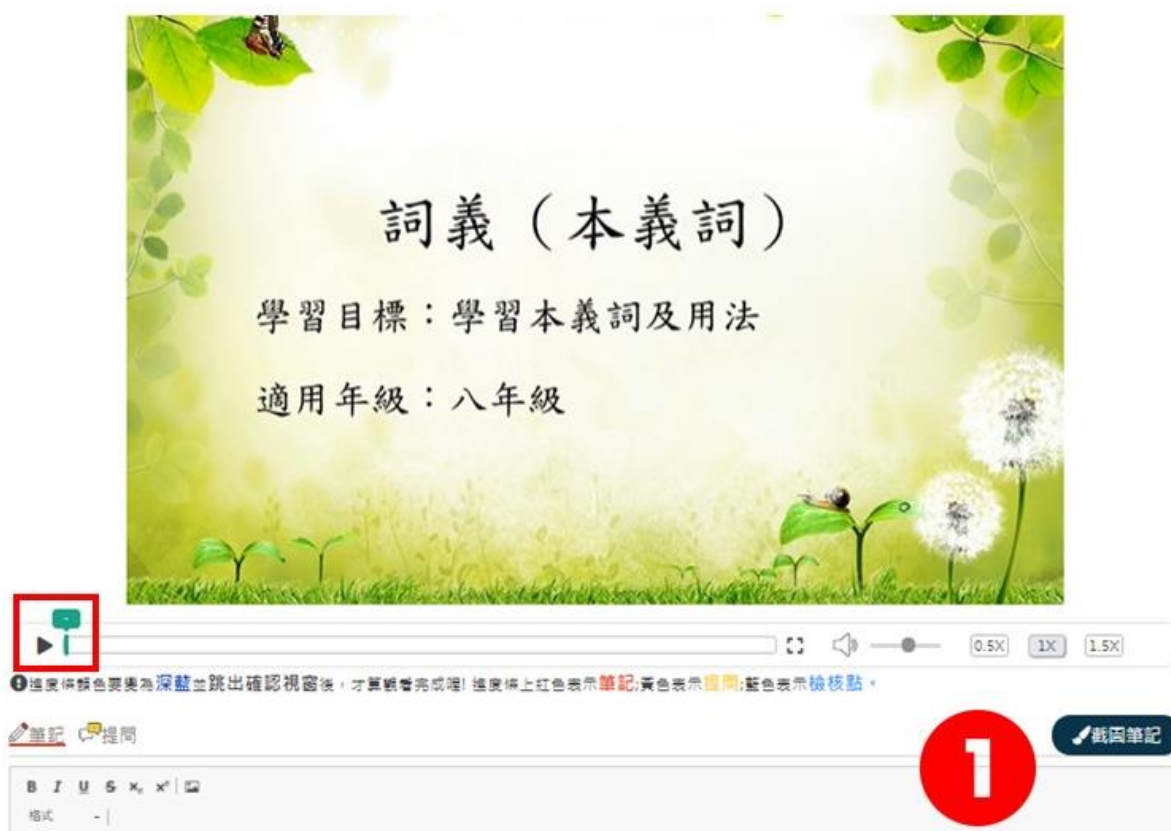 詞義（本義詞）
學習目標：學習本義詞及用法
適用年級：八年級
0.5X 1X 1.5X
進度條顏色要變為深藍並跳出確認視窗後，才算觀看完成喔! 進度條上紅色表示筆記;黃色表示提問;藍色表示檢核點。
筆記 提問
截圖筆記
1
B I U S x₂ x²
格式